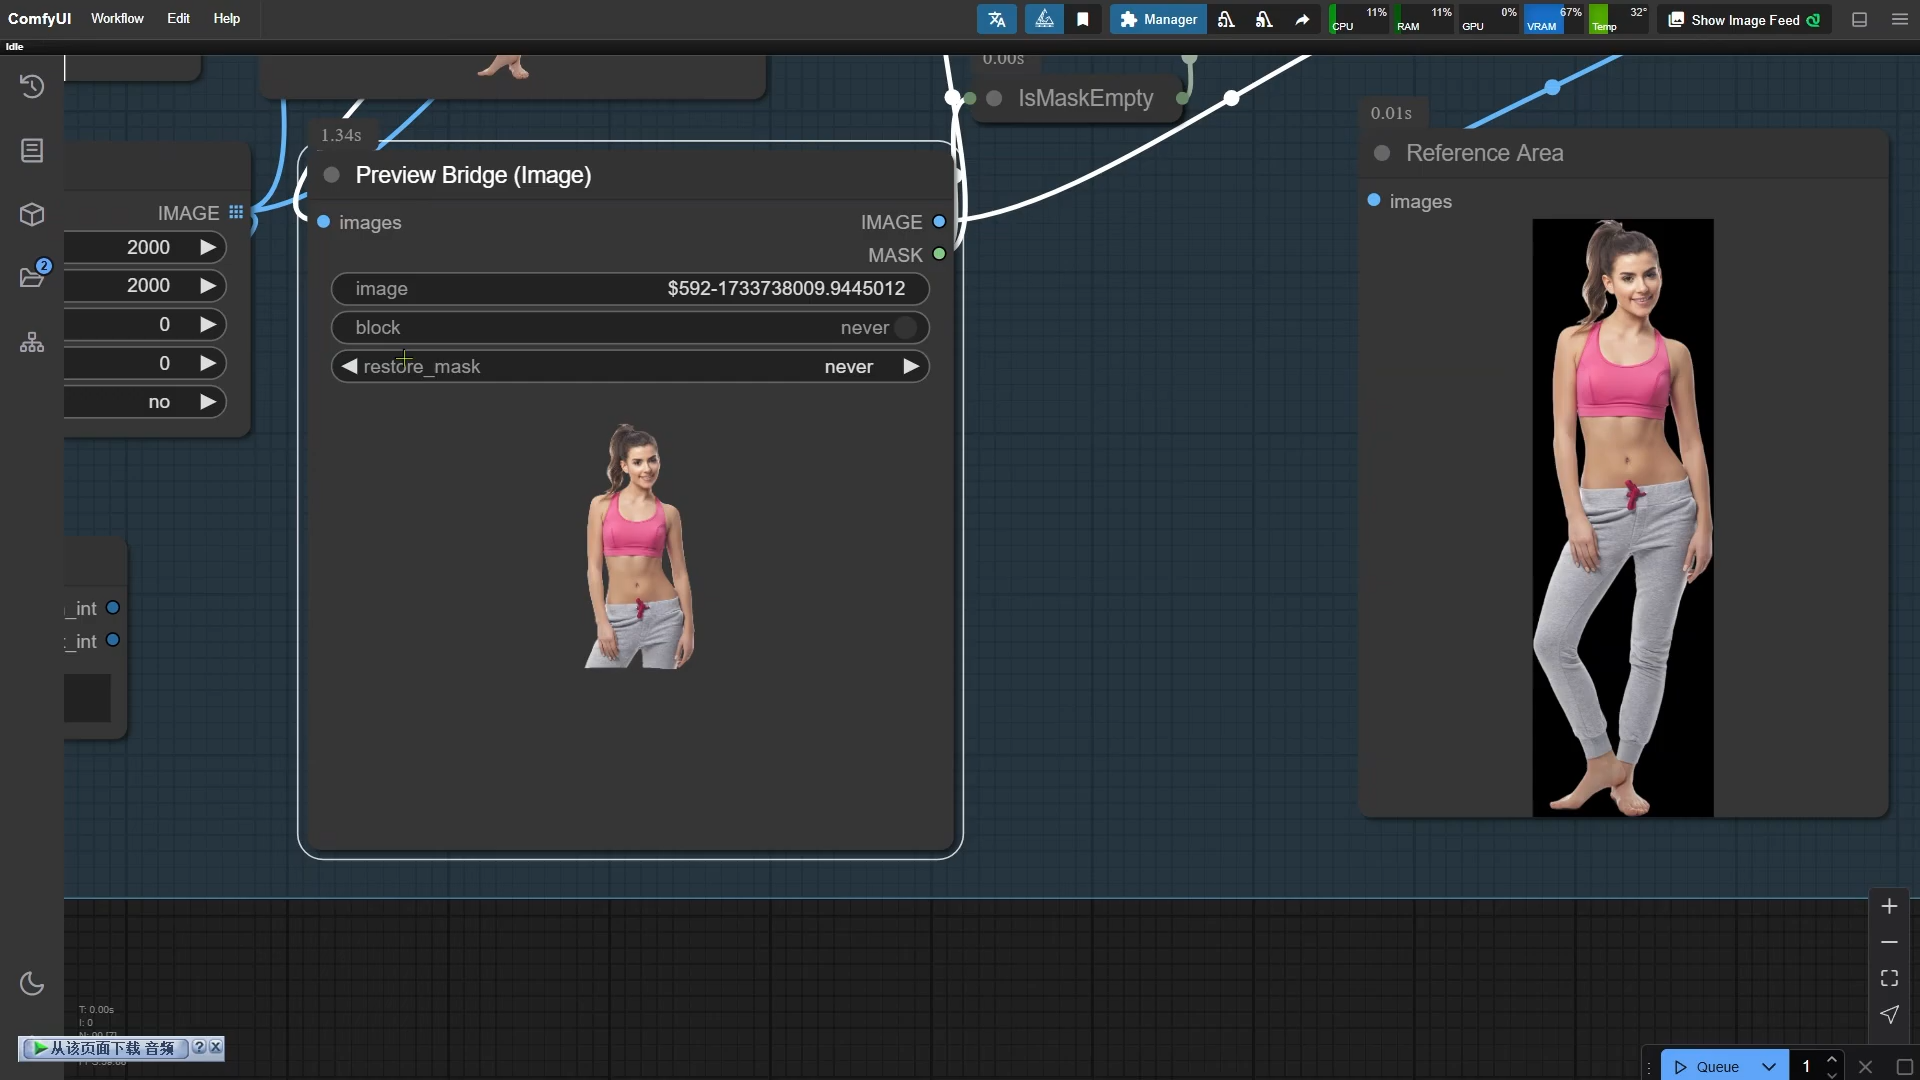 ComfyUI Workflow Edit Help
Manager
CPU 11% RAM 11% GPU 0% VRAM 67% Temp 32°
Show Image Feed
Idle
0.00s
IsMaskEmpty
0.01s
1.34s
Reference Area
Preview Bridge (Image)
images
IMAGE
2000
2000
0
0
no
images IMAGE
MASK
image $592-1733738009.9445012
block never
restore_mask never
2
_int
_int
T: 0.00s
I: 0
从该页面下载 音频
?
Queue 1